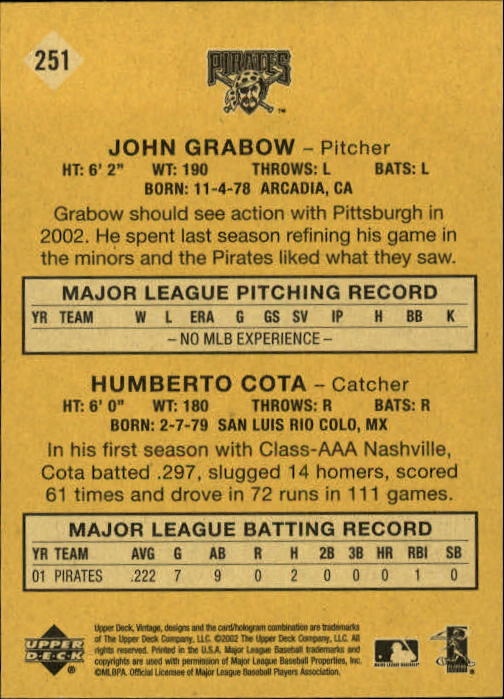 251
PIRATES
TM
JOHN GRABOW – Pitcher
HT: 6' 2" WT: 190 THROWS: L BATS: L
BORN: 11-4-78 ARCADIA, CA
Grabow should see action with Pittsburgh in
2002. He spent last season refining his game in
the minors and the Pirates liked what they saw.
MAJOR LEAGUE PITCHING RECORD
YR TEAM W L ERA G GS SV IP H BB K
– NO MLB EXPERIENCE –
HUMBERTO COTA – Catcher
HT: 6' 0" WT: 180 THROWS: R BATS: R
BORN: 2-7-79 SAN LUIS RIO COLO, MX
In his first season with Class-AAA Nashville,
Cota batted .297, slugged 14 homers, scored
61 times and drove in 72 runs in 111 games.
MAJOR LEAGUE BATTING RECORD
YR TEAM AVG G AB R H 2B 3B HR RBI SB
01 PIRATES .222 7 9 0 2 0 0 0 1 0
UPPER DECK ®
Upper Deck, Vintage, designs and the card/hologram combination are trademarks
of The Upper Deck Company, LLC. ©2002 The Upper Deck Company, LLC. All
rights reserved. Printed in the U.S.A. Major League Baseball trademarks and
copyrights are used with permission of Major League Baseball Properties, Inc.
©MLBPA. Official Licensee of Major League Baseball Players Association.